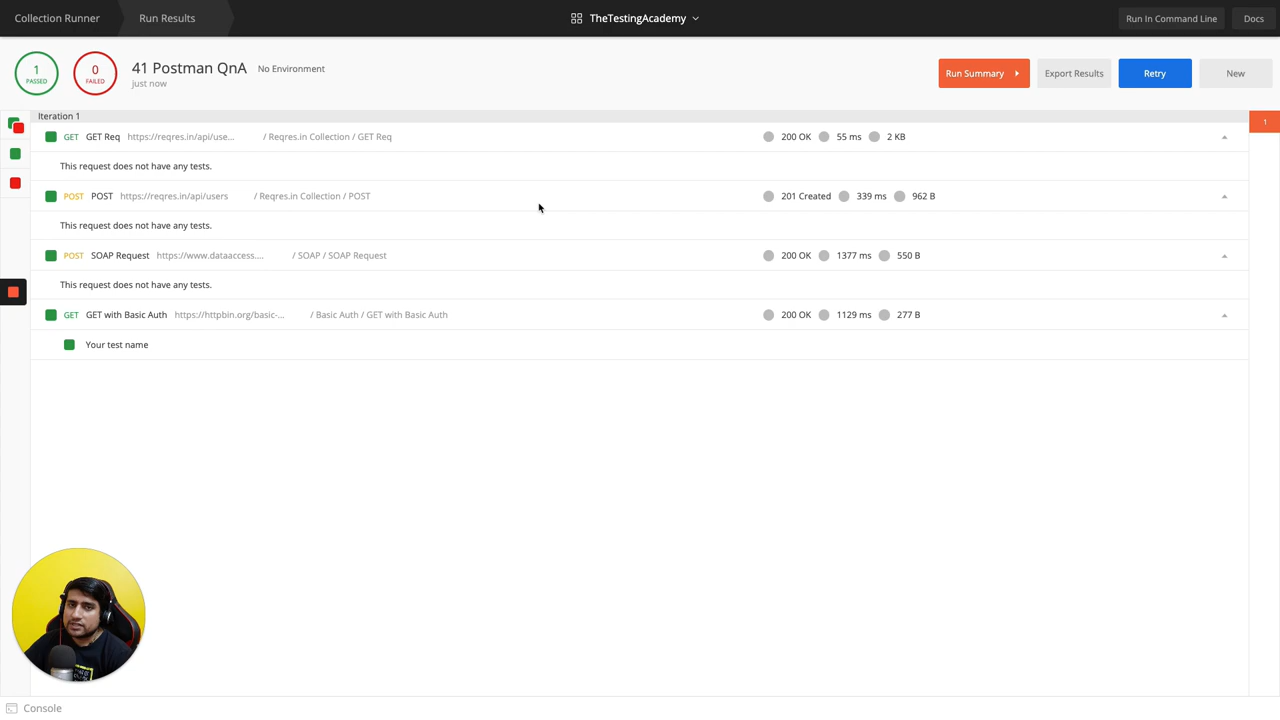 Collection Runner Run Results TheTestingAcademy Run In Command Line Docs
1 PASSED 0 FAILED 41 Postman QnA No Environment Run Summary Export Results Retry New
just now
Iteration 1 1
GET GET Req https://reqres.in/api/use... / Reqres.in Collection / GET Req 200 OK 55 ms 2 KB
This request does not have any tests.
POST POST https://reqres.in/api/users / Reqres.in Collection / POST 201 Created 339 ms 962 B
This request does not have any tests.
POST SOAP Request https://www.dataaccess.... / SOAP / SOAP Request 200 OK 1377 ms 550 B
This request does not have any tests.
GET GET with Basic Auth https://httpbin.org/basic-... / Basic Auth / GET with Basic Auth 200 OK 1129 ms 277 B
Your test name
Console